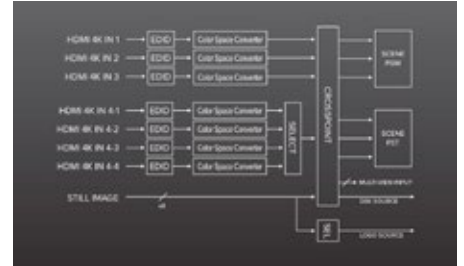 HDMI 4K IN 1 EDID Color Space Converter
HDMI 4K IN 2 EDID Color Space Converter
HDMI 4K IN 3 EDID Color Space Converter
SCENE PGM
CROSSPOINT
HDMI 4K IN 4-1 EDID Color Space Converter
HDMI 4K IN 4-2 EDID Color Space Converter
HDMI 4K IN 4-3 EDID Color Space Converter
HDMI 4K IN 4-4 EDID Color Space Converter
SELECT
SCENE PST
MULTI VIEW INPUT
STILL IMAGE
DSK SOURCE
SEL
LOGO SOURCE